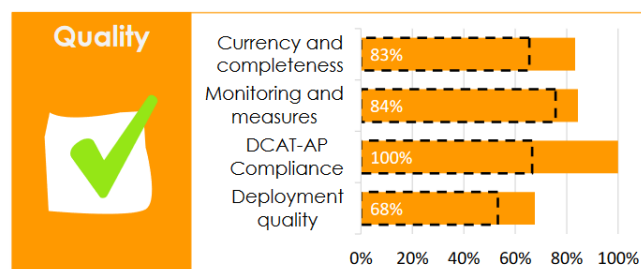 Quality
Currency and
completeness
83%
Monitoring and
measures
84%
DCAT-AP
Compliance
100%
Deployment
quality
68%
0% 20% 40% 60% 80% 100%